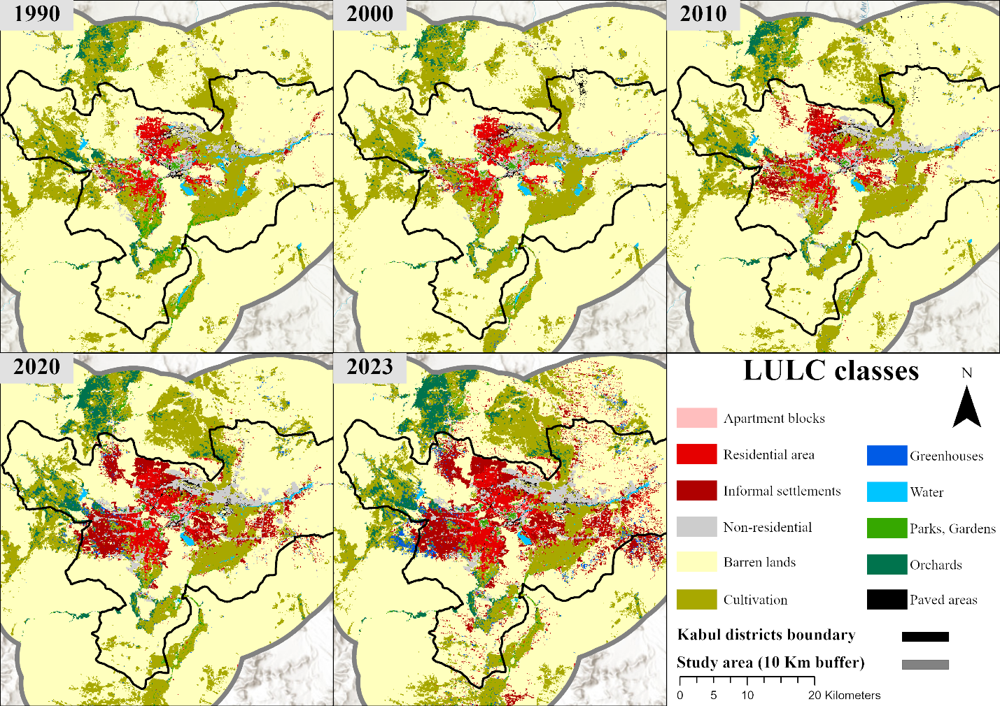 1990
2000
2010
k Aw
2020
2023
LULC classes
N
Apartment blocks
Residential area
Informal settlements
Non-residential
Barren lands
Cultivation
Greenhouses
Water
Parks, Gardens
Orchards
Paved areas
Kabul districts boundary
Study area (10 Km buffer)
0 5 10 20 Kilometers